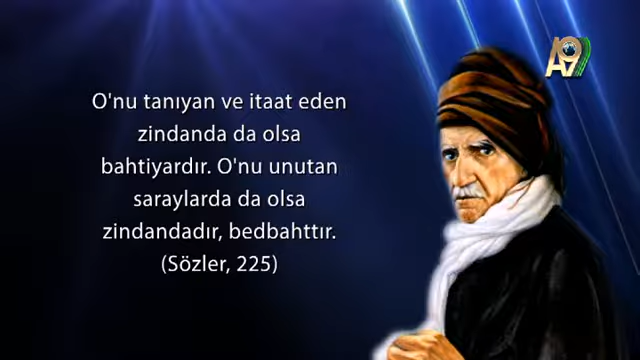 A9
O'nu tanıyan ve itaat eden
zindanda da olsa
bahtiyardır. O'nu unutan
saraylarda da olsa
zindandadır, bedbahttır.
(Sözler, 225)